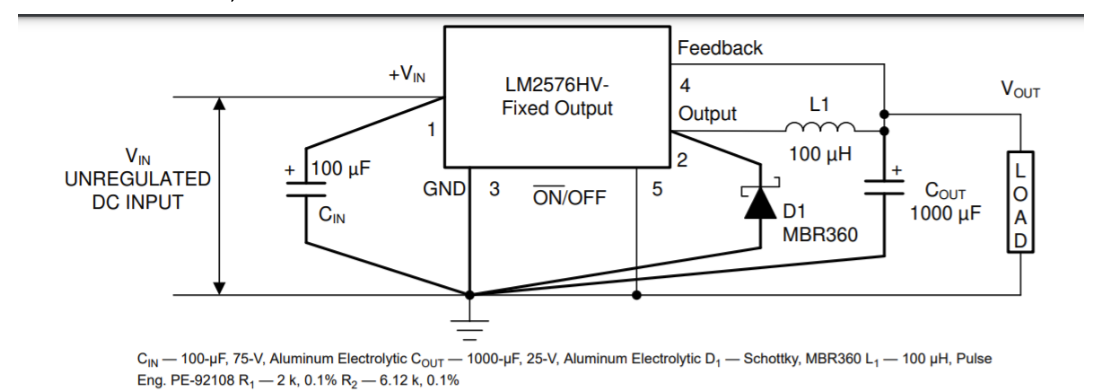 Feedback
+V_IN
LM2576HV-
Fixed Output
4
Output
L1
V_OUT
1
V_IN
UNREGULATED
DC INPUT
+
100 μF
C_IN
GND
3
O̅N̅/OFF
5
2
100 μH
D1
MBR360
+
C_OUT
1000 μF
LOAD
C_IN — 100-μF, 75-V, Aluminum Electrolytic C_OUT — 1000-μF, 25-V, Aluminum Electrolytic D_1 — Schottky, MBR360 L_1 — 100 μH, Pulse
Eng. PE-92108 R_1 — 2 k, 0.1% R_2 — 6.12 k, 0.1%